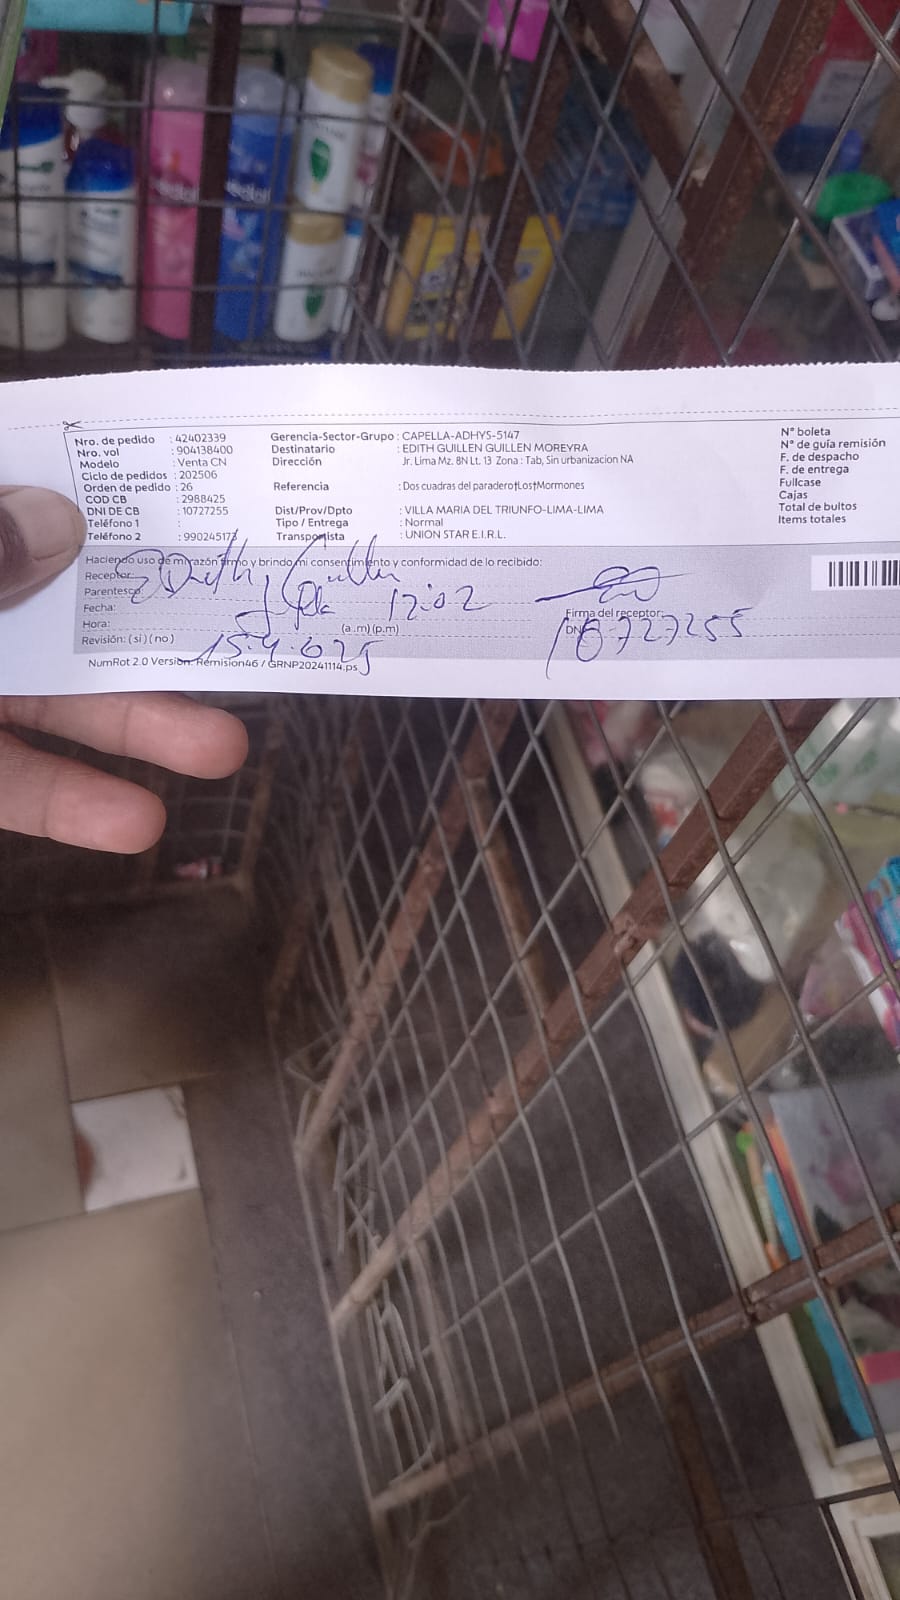 Nro. de pedido : 42402339
Nro. vol : 904138400
Modelo : Venta CN
Ciclo de pedidos : 202506
Orden de pedido : 26
COD CB : 2988425
DNI DE CB : 10727255
Teléfono 1 :
Teléfono 2 : 990245173
Gerencia-Sector-Grupo : CAPELLA-ADHYS-5147
Destinatario : EDITH GUILLEN GUILLEN MOREYRA
Dirección Jr. Lima Mz. 8N Lt. 13 Zona : Tab, Sin urbanizacion NA
Referencia : Dos cuadras del paradero†Los†Mormones
Dist/Prov/Dpto : VILLA MARIA DEL TRIUNFO-LIMA-LIMA
Tipo / Entrega : Normal
Transportista : UNION STAR E.I.R.L.
N° boleta
N° de guía remisión
F. de despacho
F. de entrega
Fullcase
Cajas
Total de bultos
Items totales
Haciendo uso de mi razón firmo y brindo mi consentimiento y conformidad de lo recibido:
Receptor: Edith Guillen
Parentesco:
Fecha: 12:02
Hora: (a.m) (p.m)
Firma del receptor:
DNI 10727255
Revisión: (si) (no) 15.4.025
NumRot 2.0 Version: Remision46 / GRNP20241114.ps